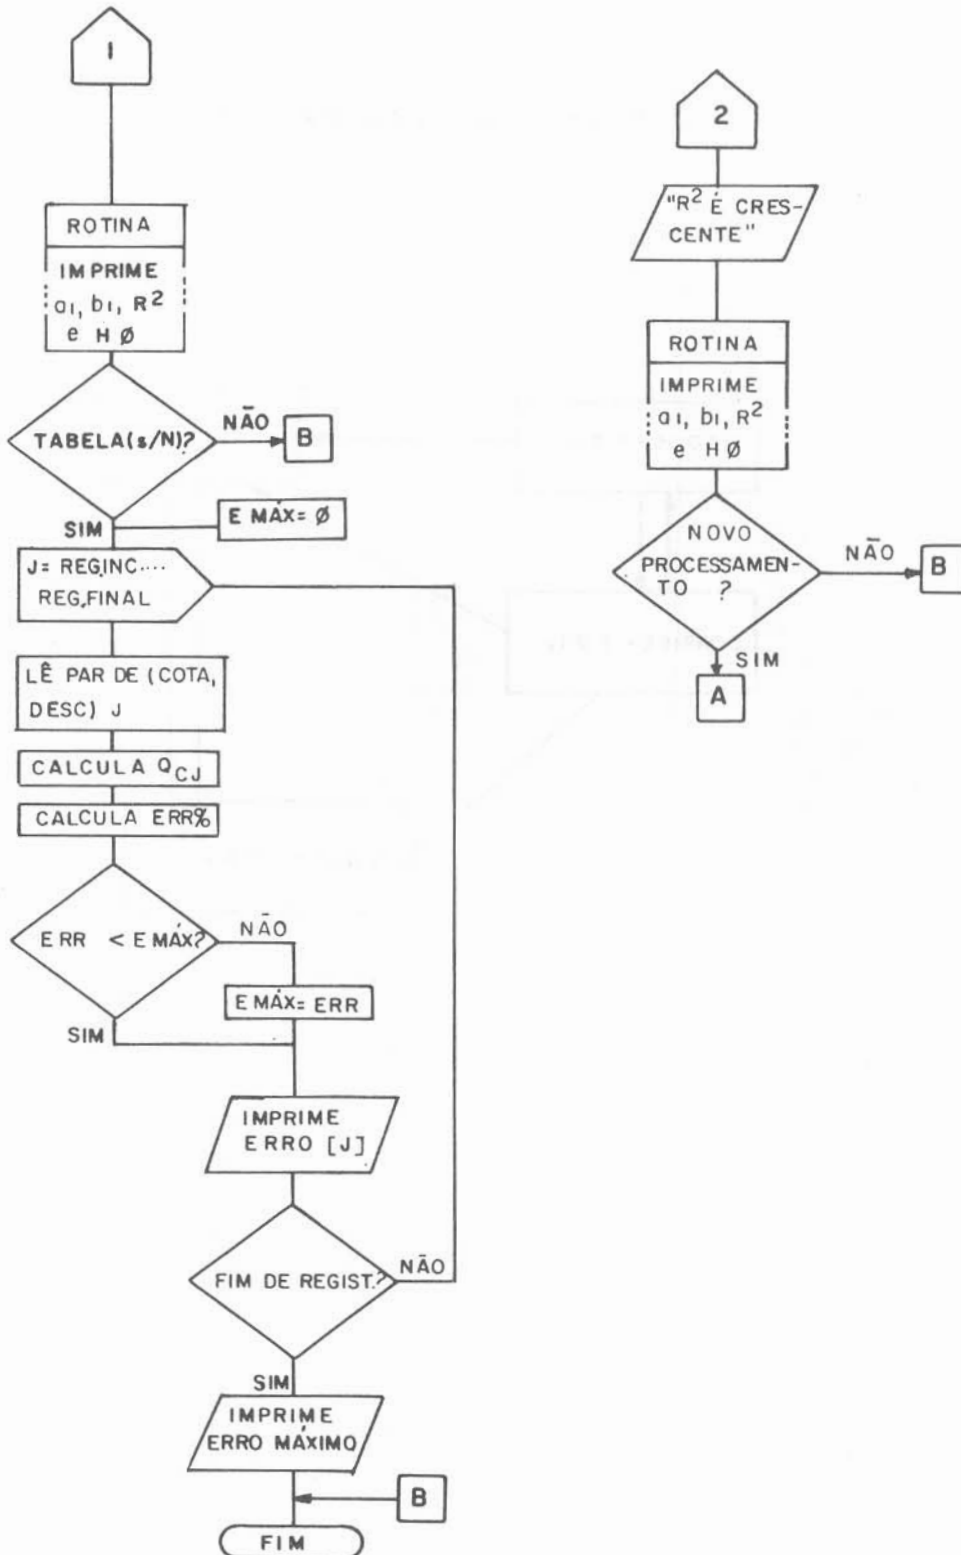 1
ROTINA
IMPRIME
a1, b1, R²
e H Ø
TABELA(s/N)?
NÃO
B
SIM
E MÁX= Ø
J= REG.INC....
REG.FINAL
LÊ PAR DE (COTA,
DESC) J
CALCULA QCJ
CALCULA ERR%
ERR < E MÁX?
NÃO
E MÁX= ERR
SIM
IMPRIME
ERRO [J]
FIM DE REGIST.?
NÃO
SIM
IMPRIME
ERRO MÁXIMO
B
FIM
2
"R² É CRES-
CENTE"
ROTINA
IMPRIME
a1, b1, R²
e H Ø
NOVO
PROCESSAMEN-
TO ?
NÃO
B
SIM
A